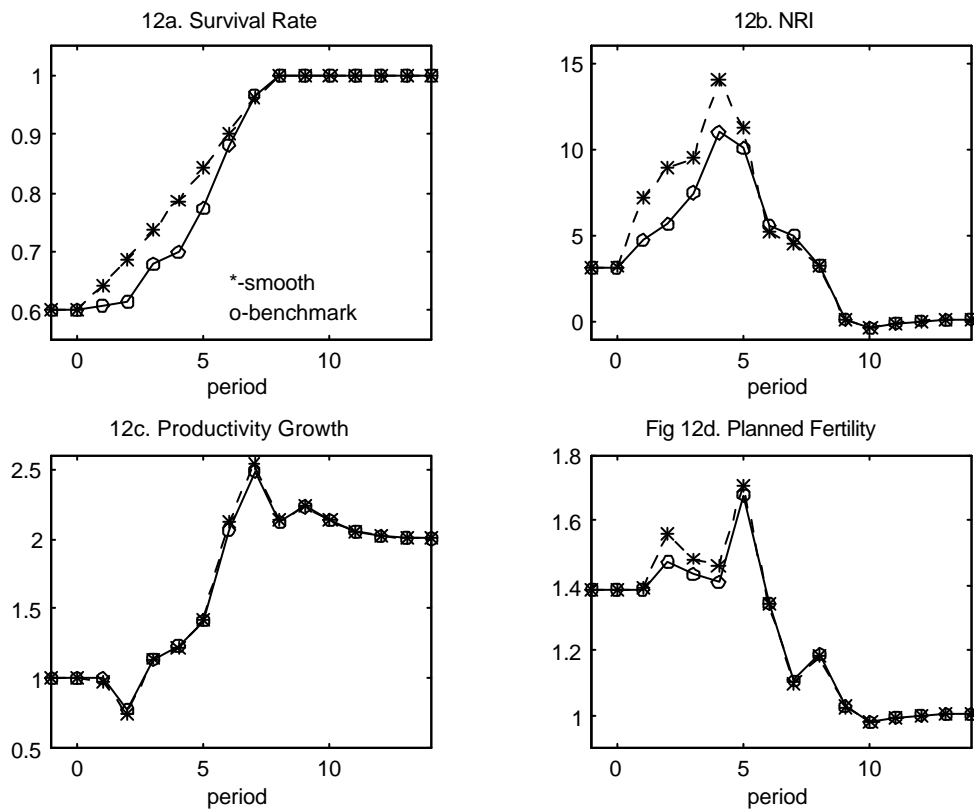 12a. Survival Rate
1
0.9
0.8
0.7
0.6
*-smooth
o-benchmark
0 5 10
period
12b. NRI
15
10
5
0
0 5 10
period
12c. Productivity Growth
2.5
2
1.5
1
0.5
0 5 10
period
Fig 12d. Planned Fertility
1.8
1.6
1.4
1.2
1
0 5 10
period